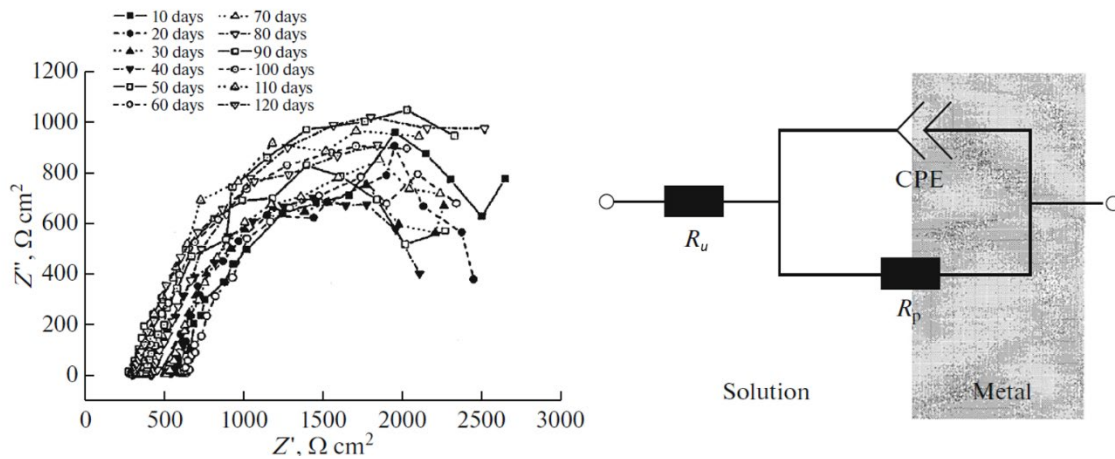 10 days 70 days
20 days 80 days
30 days 90 days
40 days 100 days
50 days 110 days
60 days 120 days
1200
1000
800
600
400
200
0
Z'', Ω cm²
0 500 1000 1500 2000 2500 3000
Z', Ω cm²
CPE
Rᵤ
Rₚ
Solution Metal